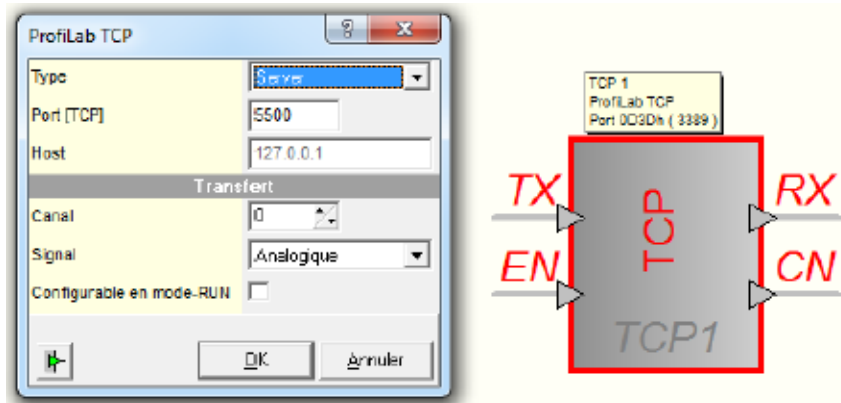 ProfiLab TCP
Type
Server
Port [TCP]
5500
Host
127.0.0.1
Transfert
Canal
0
Signal
Analogique
Configurable en mode-RUN
OK
Annuler
TCP 1
ProfiLab TCP
Port 0D3Dh ( 3389 )
TX
EN
TCP
RX
CN
TCP1